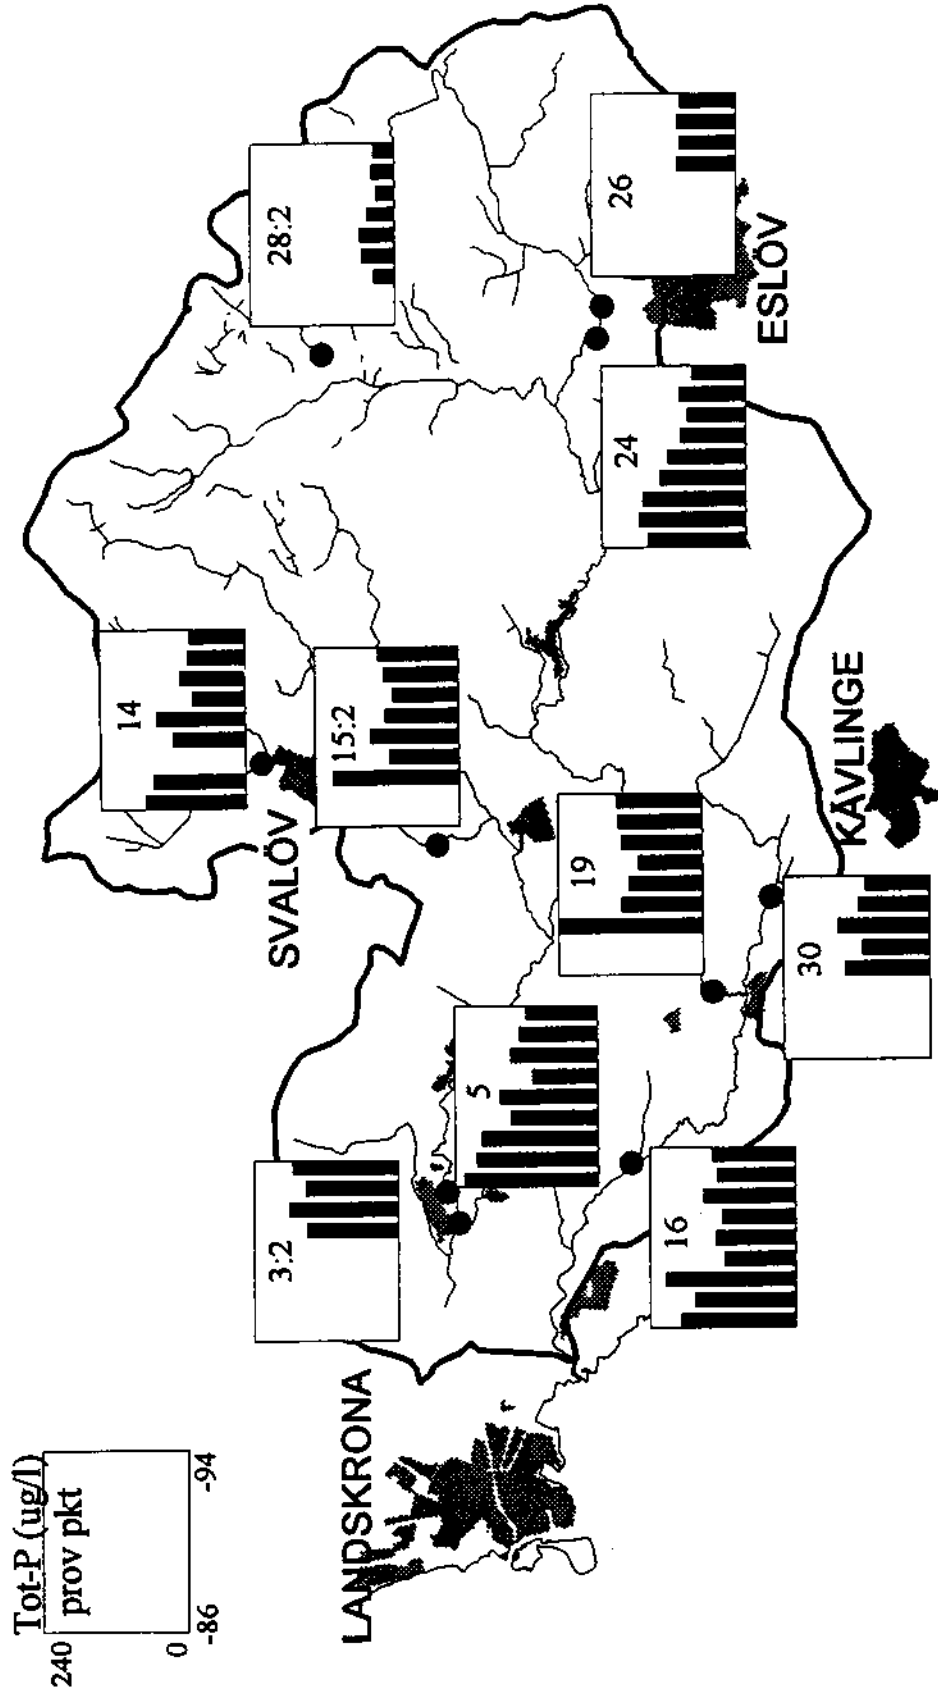 Tot-P (ug/l)
240
prov pkt
0
-86
-94
LANDSKRONA
3:2
5
16
SVALÖV
14
15:2
19
30
KÄVLINGE
28:2
24
26
ESLÖV